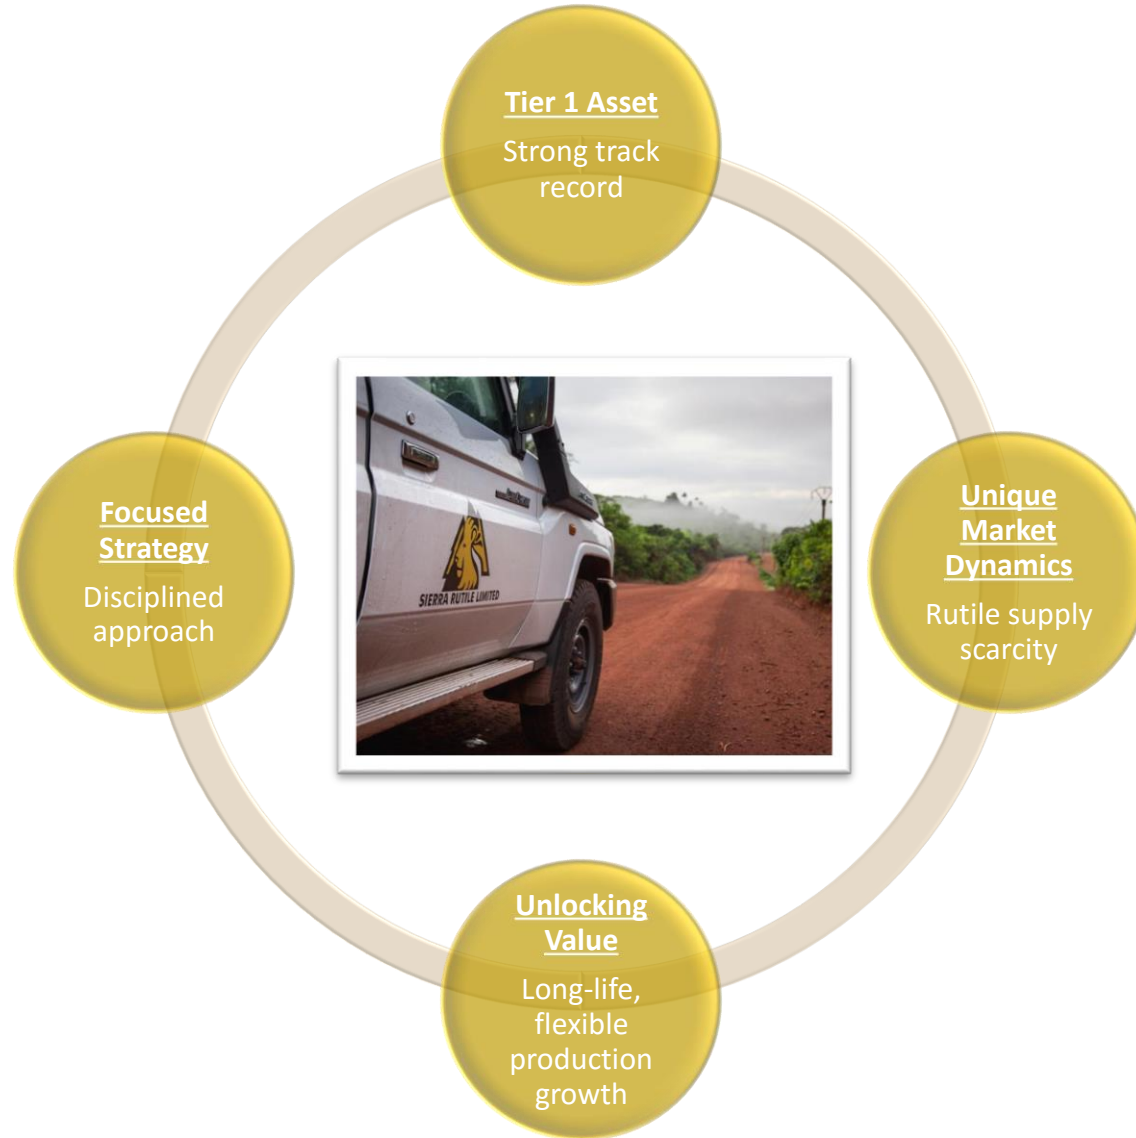 Tier 1 Asset
Strong track
record
Focused
Strategy
Disciplined
approach
Unique
Market
Dynamics
Rutile supply
scarcity
SIERRA RUTILE LIMITED
Unlocking
Value
Long-life,
flexible
production
growth